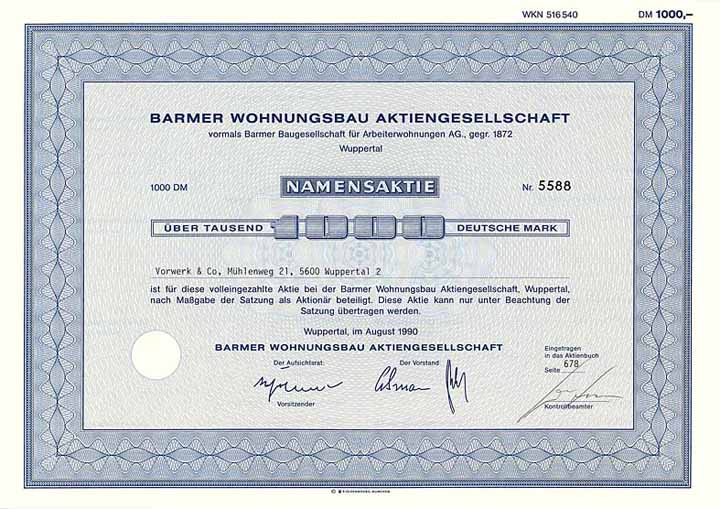 WKN 516540 DM 1000,–
BARMER WOHNUNGSBAU AKTIENGESELLSCHAFT
vormals Barmer Baugesellschaft für Arbeiterwohnungen AG., gegr. 1872
Wuppertal
1000 DM NAMENSAKTIE Nr. 5588
ÜBER TAUSEND 1000 DEUTSCHE MARK
Vorwerk & Co, Mühlenweg 21, 5600 Wuppertal 2
ist für diese volleingezahlte Aktie bei der Barmer Wohnungsbau Aktiengesellschaft, Wuppertal,
nach Maßgabe der Satzung als Aktionär beteiligt. Diese Aktie kann nur unter Beachtung der
Satzung übertragen werden.
Wuppertal, im August 1990
BARMER WOHNUNGSBAU AKTIENGESELLSCHAFT
Der Aufsichtsrat: Der Vorstand:
Vorsitzender
Eingetragen
in das Aktienbuch
Seite 678
Kontrollbeamter